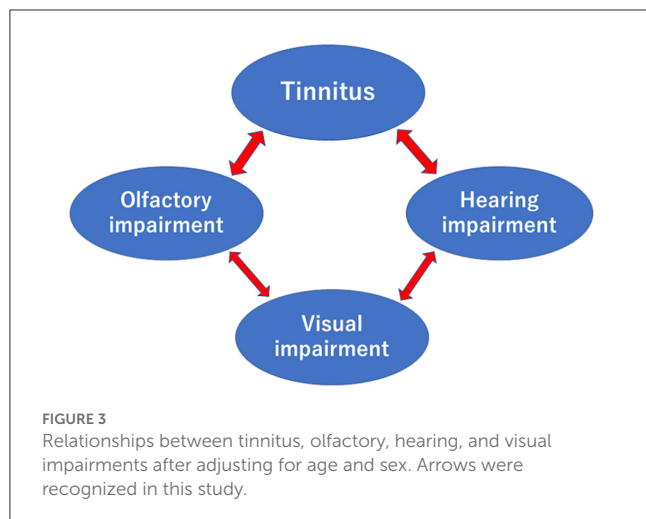 Tinnitus
Olfactory
impairment
Hearing
impairment
Visual
impairment
FIGURE 3
Relationships between tinnitus, olfactory, hearing, and visual
impairments after adjusting for age and sex. Arrows were
recognized in this study.